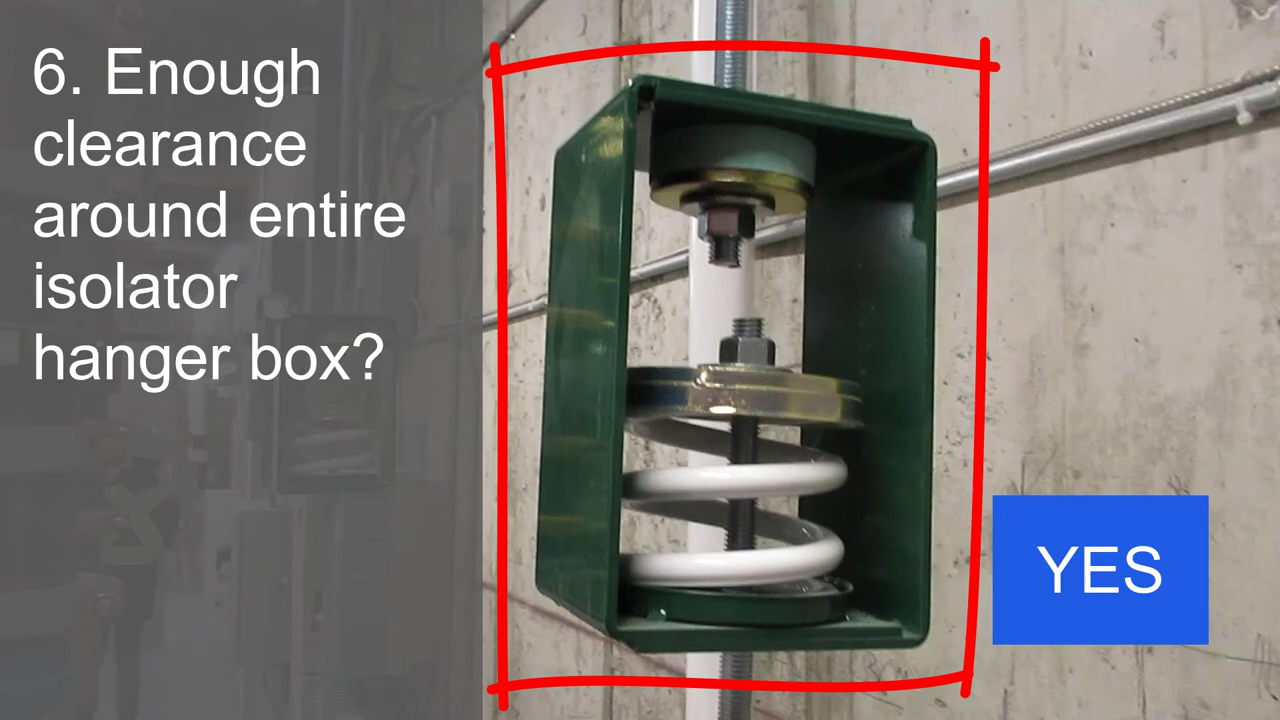 6. Enough
clearance
around entire
isolator
hanger box?
YES